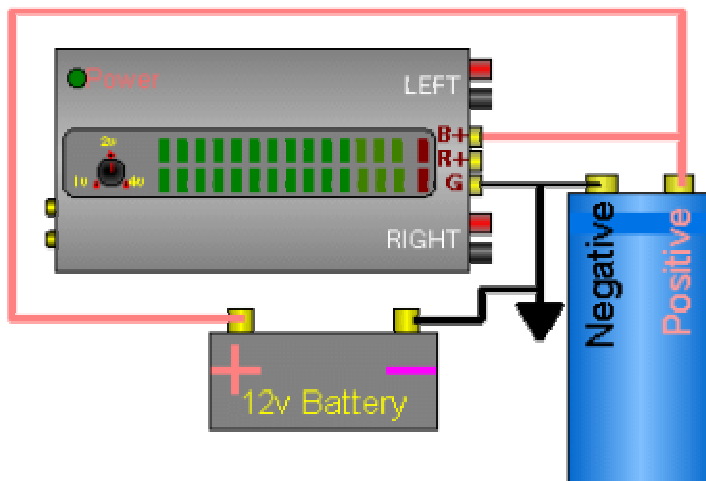 Power
LEFT
B+
2v
R+
1v
4v
G
RIGHT
Negative
Positive
12v Battery